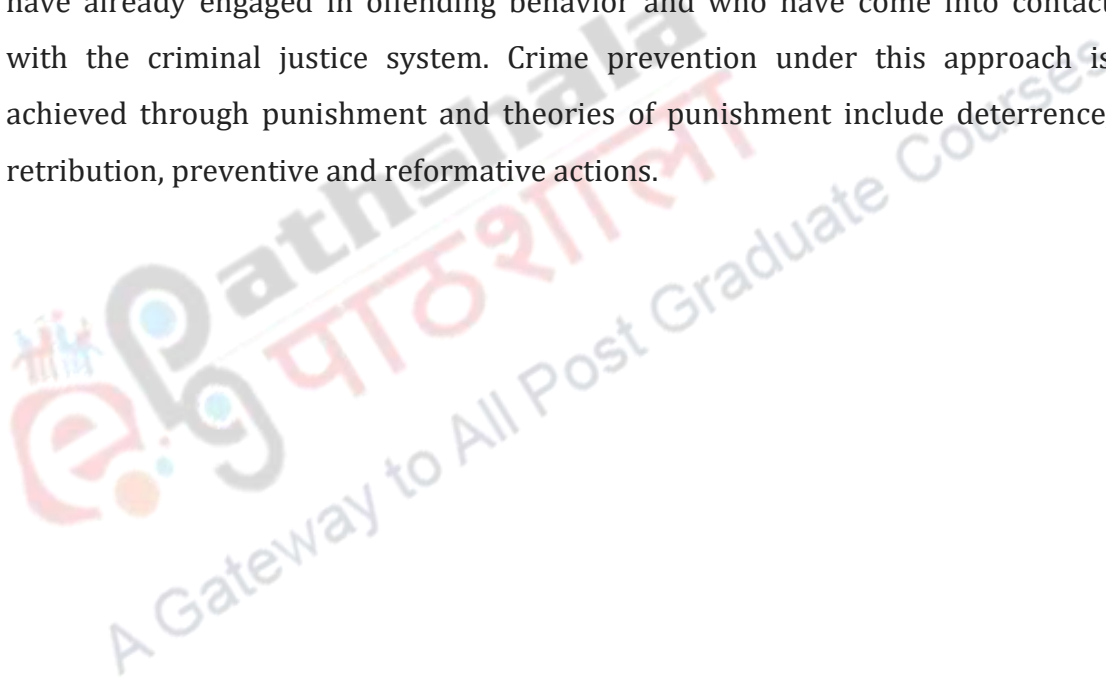 have already engaged in offending behavior and who have come into contact
with the criminal justice system. Crime prevention under this approach is
achieved through punishment and theories of punishment include deterrence
retribution, preventive and reformative actions.
athshala
पाठशाला
A Gateway to All Post Graduate Courses